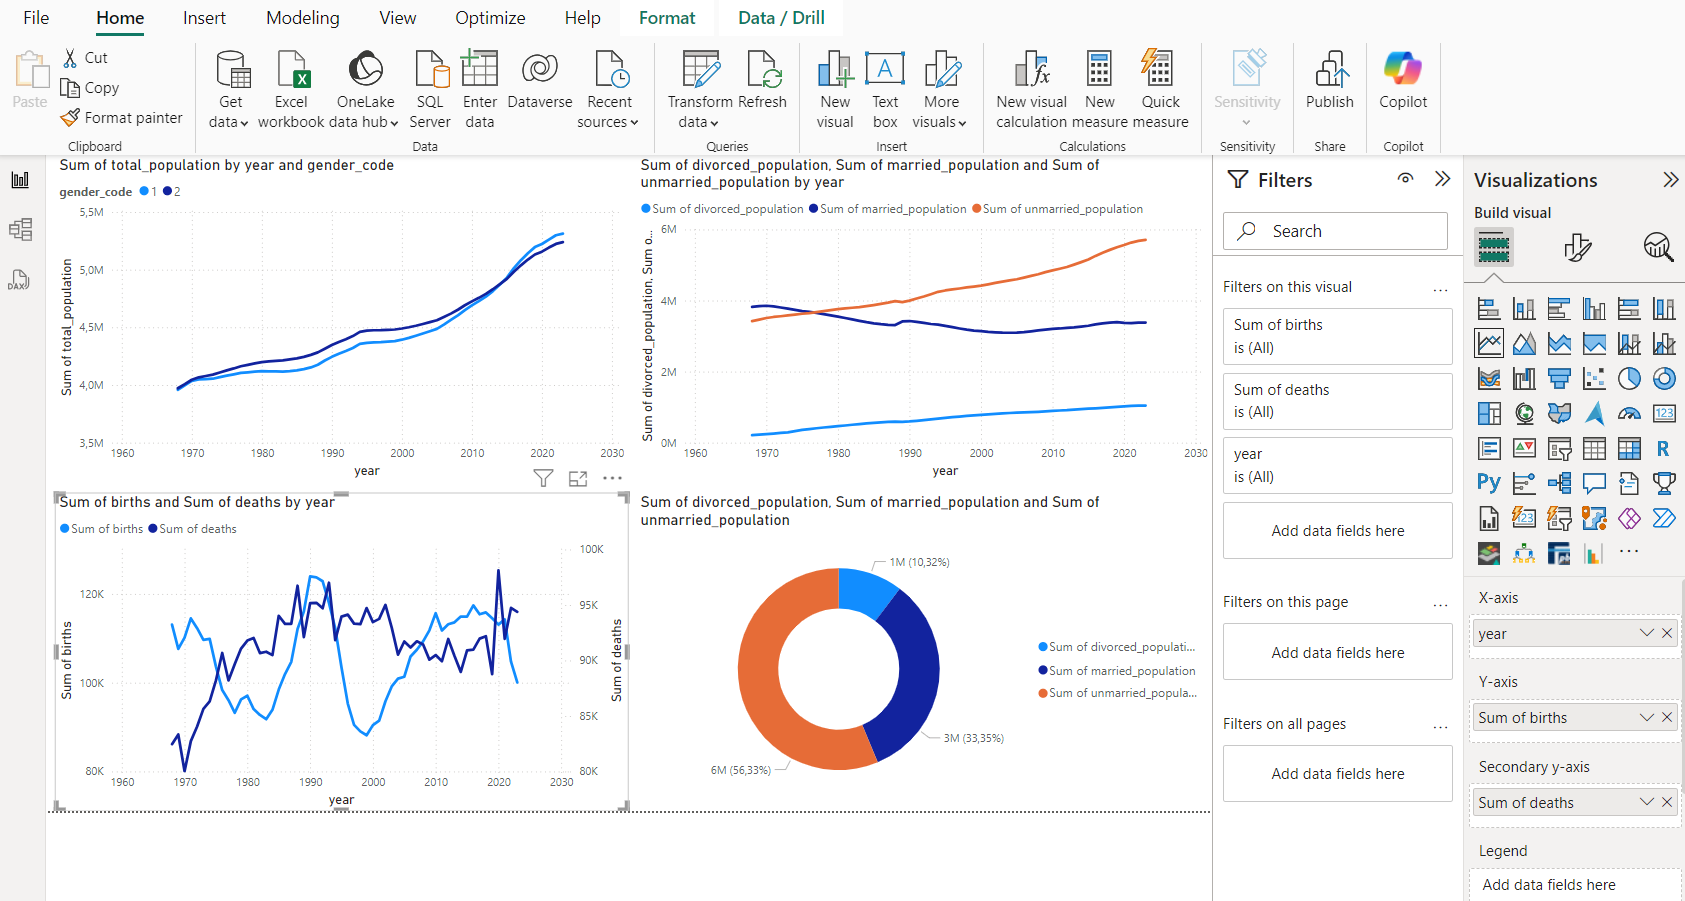 File Home Insert Modeling View Optimize Help Format Data / Drill
Paste
Cut
Copy
Format painter
Clipboard
Get
data
Excel
workbook
OneLake
data hub
SQL
Server
Enter
data
Dataverse
Recent
sources
Data
Transform
data
Refresh
Queries
New
visual
A
Text
box
More
visuals
Insert
New visual
calculation
New
measure
Quick
measure
Calculations
Sensitivity
Sensitivity
Publish
Share
Copilot
Copilot
DAX
Sum of total_population by year and gender_code
gender_code 1 2
Sum of total_population
5,5M
5,0M
4,5M
4,0M
3,5M
1960 1970 1980 1990 2000 2010 2020 2030
year
Sum of divorced_population, Sum of married_population and Sum of
unmarried_population by year
Sum of divorced_population Sum of married_population Sum of unmarried_population
Sum of divorced_population, Sum o...
6M
4M
2M
0M
1960 1970 1980 1990 2000 2010 2020 2030
year
Sum of births and Sum of deaths by year
Sum of births Sum of deaths
Sum of births
120K
100K
80K
100K
95K
90K
85K
80K
Sum of deaths
1960 1970 1980 1990 2000 2010 2020 2030
year
Sum of divorced_population, Sum of married_population and Sum of
unmarried_population
1M (10,32%)
3M (33,35%)
6M (56,33%)
Sum of divorced_populati...
Sum of married_population
Sum of unmarried_popula...
Filters
Search
Filters on this visual ...
Sum of births
is (All)
Sum of deaths
is (All)
year
is (All)
Add data fields here
Filters on this page ...
Add data fields here
Filters on all pages ...
Add data fields here
Visualizations
Build visual
123
R
Py
123
...
X-axis
year
Y-axis
Sum of births
Secondary y-axis
Sum of deaths
Legend
Add data fields here